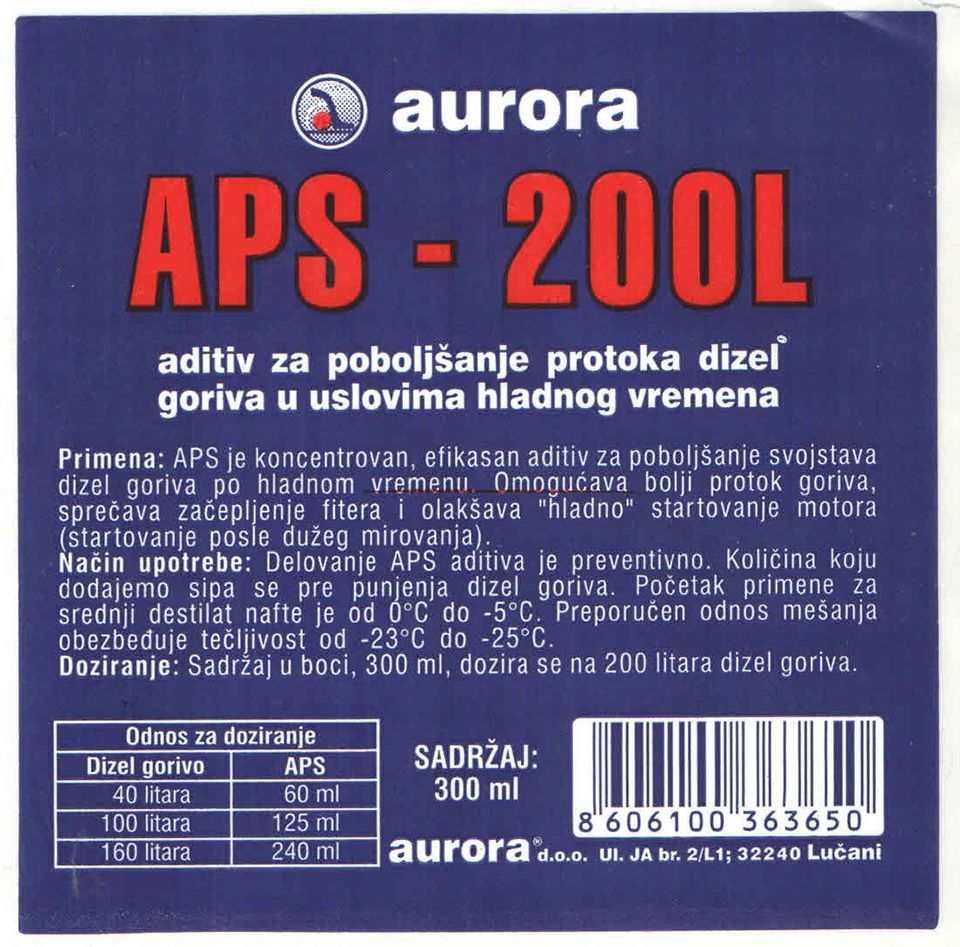 aurora
APS - 200L
aditiv za poboljšanje protoka dizel
goriva u uslovima hladnog vremena
Primena: APS je koncentrovan, efikasan aditiv za poboljšanje svojstava
dizel goriva po hladnom vremenu. Omogućava bolji protok goriva,
sprečava začepljenje fitera i olakšava "hladno" startovanje motora
(startovanje posle dužeg mirovanja).
Način upotrebe: Delovanje APS aditiva je preventivno. Količina koju
dodajemo sipa se pre punjenja dizel goriva. Početak primene za
srednji destilat nafte je od 0°C do -5°C. Preporučen odnos mešanja
obezbeđuje tečljivost od -23°C do -25°C.
Doziranje: Sadržaj u boci, 300 ml, dozira se na 200 litara dizel goriva.
Odnos za doziranje
Dizel gorivo APS
40 litara 60 ml
100 litara 125 ml
160 litara 240 ml
SADRŽAJ:
300 ml
8 606100 363650
aurora® d.o.o. Ul. JA br. 2/L1; 32240 Lučani